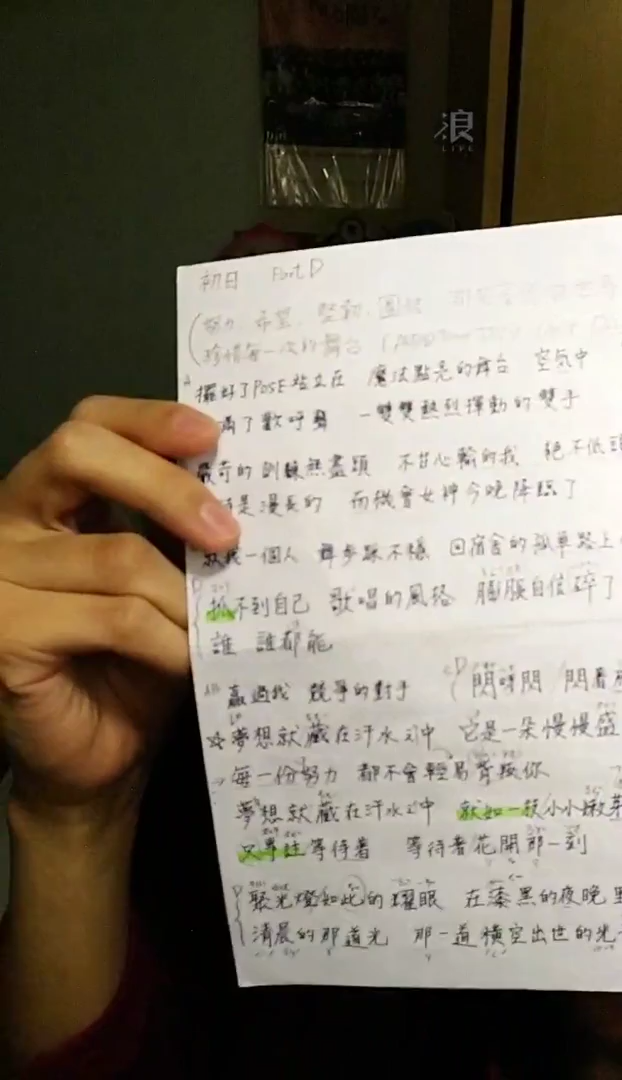 浪
LIVE
初日 Part D
努力、希望、
珍惜每一次的舞台
A 擺好了POSE站立在 魔法點亮的舞台 空氣中
滿了歡呼聲 一雙雙熱烈揮動的雙手
嚴苛的訓練無盡頭 不甘心輸的我 絕不低頭
是漫長的 而機會女神今晚降臨了
我一個人 舞步踩不穩 回宿舍的孤單路上
D 抓不到自己 歌唱的風格 膨脹自信碎了
誰 誰都能
AB 贏過我 競爭的對手 CD 閃呀閃 閃着
☆夢想就藏在汗水之中 它是一朵慢慢盛
→每一份努力 都不會輕易背叛你
夢想就藏在汗水之中 就如一枝小小嫩芽
只專注等待著 等待著花開那一刻
D 聚光燈如此的耀眼 在漆黑的夜晚里
清晨的那道光 那一道橫空出世的光